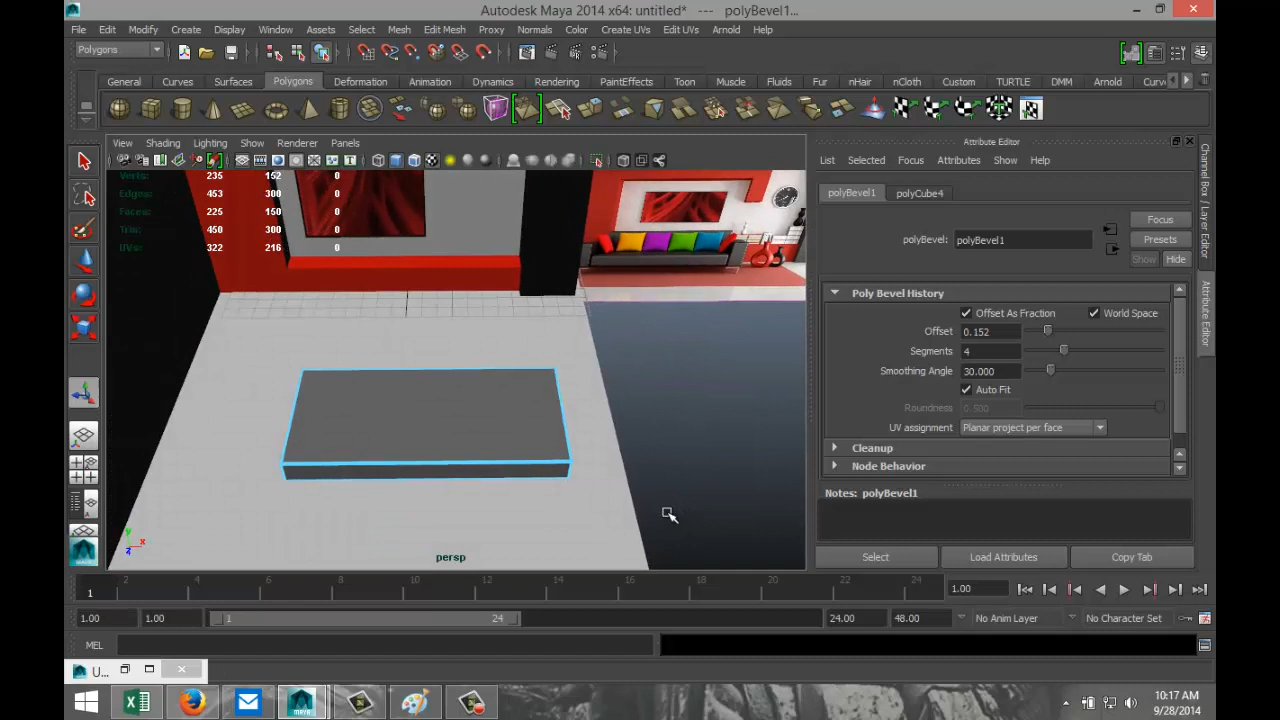 Autodesk Maya 2014 x64: untitled*   ---   polyBevel1...
File Edit Modify Create Display Window Assets Select Mesh Edit Mesh Proxy Normals Color Create UVs Edit UVs Arnold Help
Polygons
General Curves Surfaces Polygons Deformation Animation Dynamics Rendering PaintEffects Toon Muscle Fluids Fur nHair nCloth Custom TURTLE DMM Arnold Curv
View Shading Lighting Show Renderer Panels
Verts: 235 152 0
Edges: 453 300 0
Faces: 225 150 0
Tris: 450 300 0
UVs: 322 216 0
y
x
z
persp
Attribute Editor
List Selected Focus Attributes Show Help
polyBevel1 polyCube4
Focus
polyBevel: polyBevel1
Presets
Show Hide
Poly Bevel History
Offset As Fraction World Space
Offset 0.152
Segments 4
Smoothing Angle 30.000
Auto Fit
Roundness 0.500
UV assignment Planar project per face
Cleanup
Node Behavior
Notes: polyBevel1
Select Load Attributes Copy Tab
Channel Box / Layer Editor
Attribute Editor
2 4 6 8 10 12 14 16 18 20 22 24
1
1.00
1.00 1.00 1 24 24.00 48.00 No Anim Layer No Character Set
MEL
U...
10:17 AM
9/28/2014